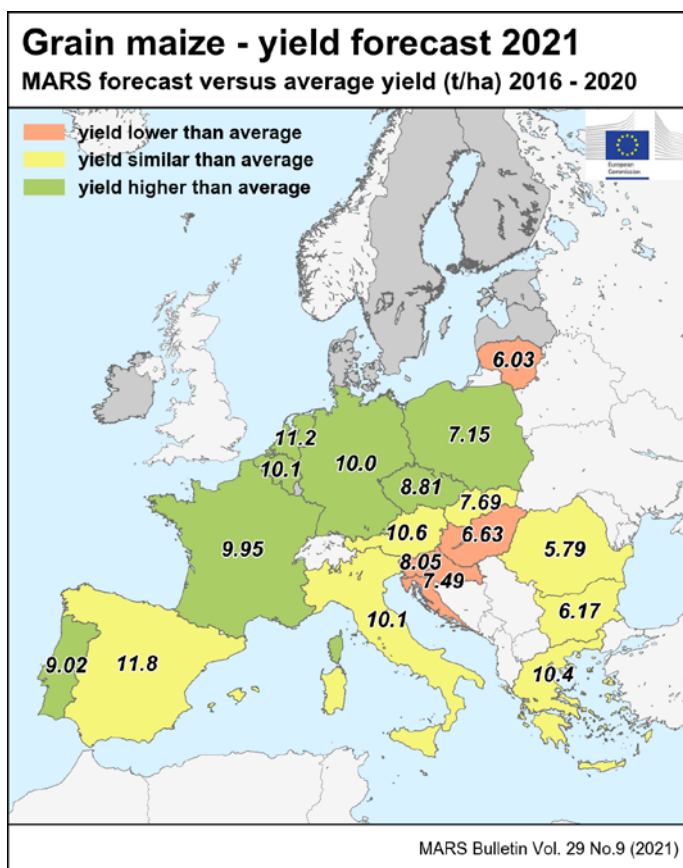 Grain maize - yield forecast 2021
MARS forecast versus average yield (t/ha) 2016 - 2020
yield lower than average
yield similar than average
yield higher than average
European
Commission
6.03
11.2
7.15
10.1
10.0
8.81
7.69
10.6
6.63
9.95
8.05
5.79
7.49
6.17
10.1
9.02
11.8
10.4
MARS Bulletin Vol. 29 No.9 (2021)